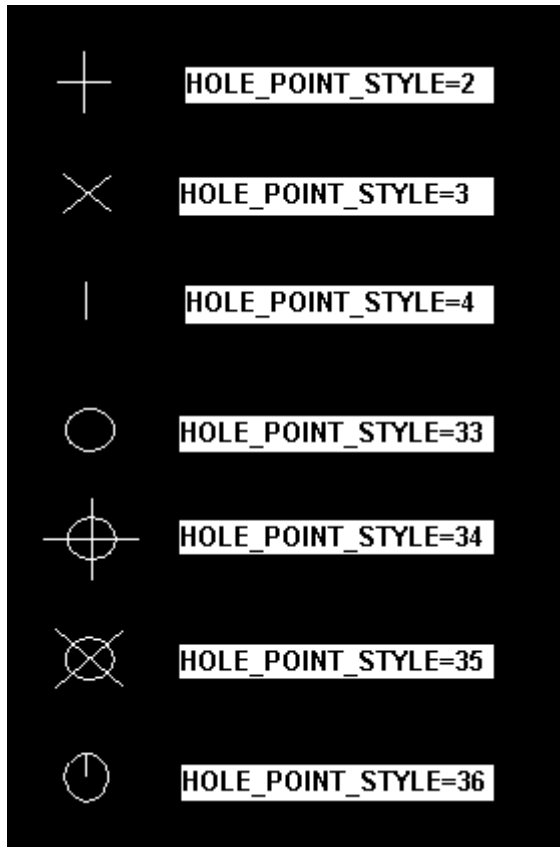 HOLE_POINT_STYLE=2
HOLE_POINT_STYLE=3
HOLE_POINT_STYLE=4
HOLE_POINT_STYLE=33
HOLE_POINT_STYLE=34
HOLE_POINT_STYLE=35
HOLE_POINT_STYLE=36